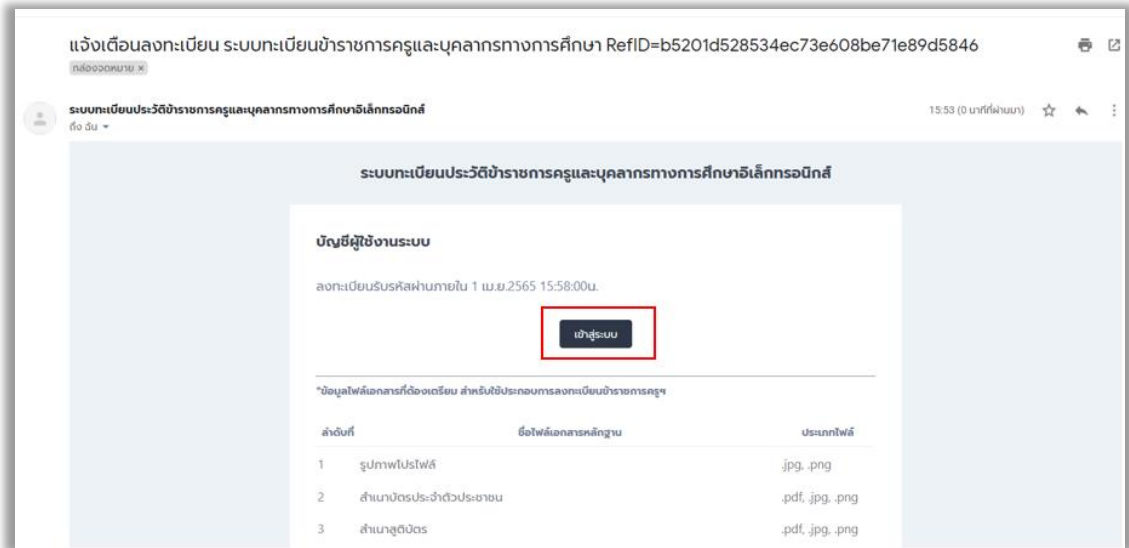 แจ้งเตือนลงทะเบียน ระบบทะเบียนข้าราชการครูและบุคลากรทางการศึกษา RefID=b5201d528534ec73e608be71e89d5846
กล่องจดหมาย ×
ระบบทะเบียนประวัติข้าราชการครูและบุคลากรทางการศึกษาอิเล็กทรอนิกส์
15:53 (0 นาทีที่ผ่านมา)
ถึง ฉัน
ระบบทะเบียนประวัติข้าราชการครูและบุคลากรทางการศึกษาอิเล็กทรอนิกส์
บัญชีผู้ใช้งานระบบ
ลงทะเบียนรับรหัสผ่านภายใน 1 เม.ย.2565 15:58:00น.
เข้าสู่ระบบ
*ข้อมูลไฟล์เอกสารที่ต้องเตรียม สำหรับใช้ประกอบการลงทะเบียนข้าราชการครูฯ
ลำดับที่ ชื่อไฟล์เอกสารหลักฐาน ประเภทไฟล์
1 รูปภาพโปรไฟล์ .jpg, .png
2 สำเนาบัตรประจำตัวประชาชน .pdf, .jpg, .png
3 สำเนาสูติบัตร .pdf, .jpg, .png